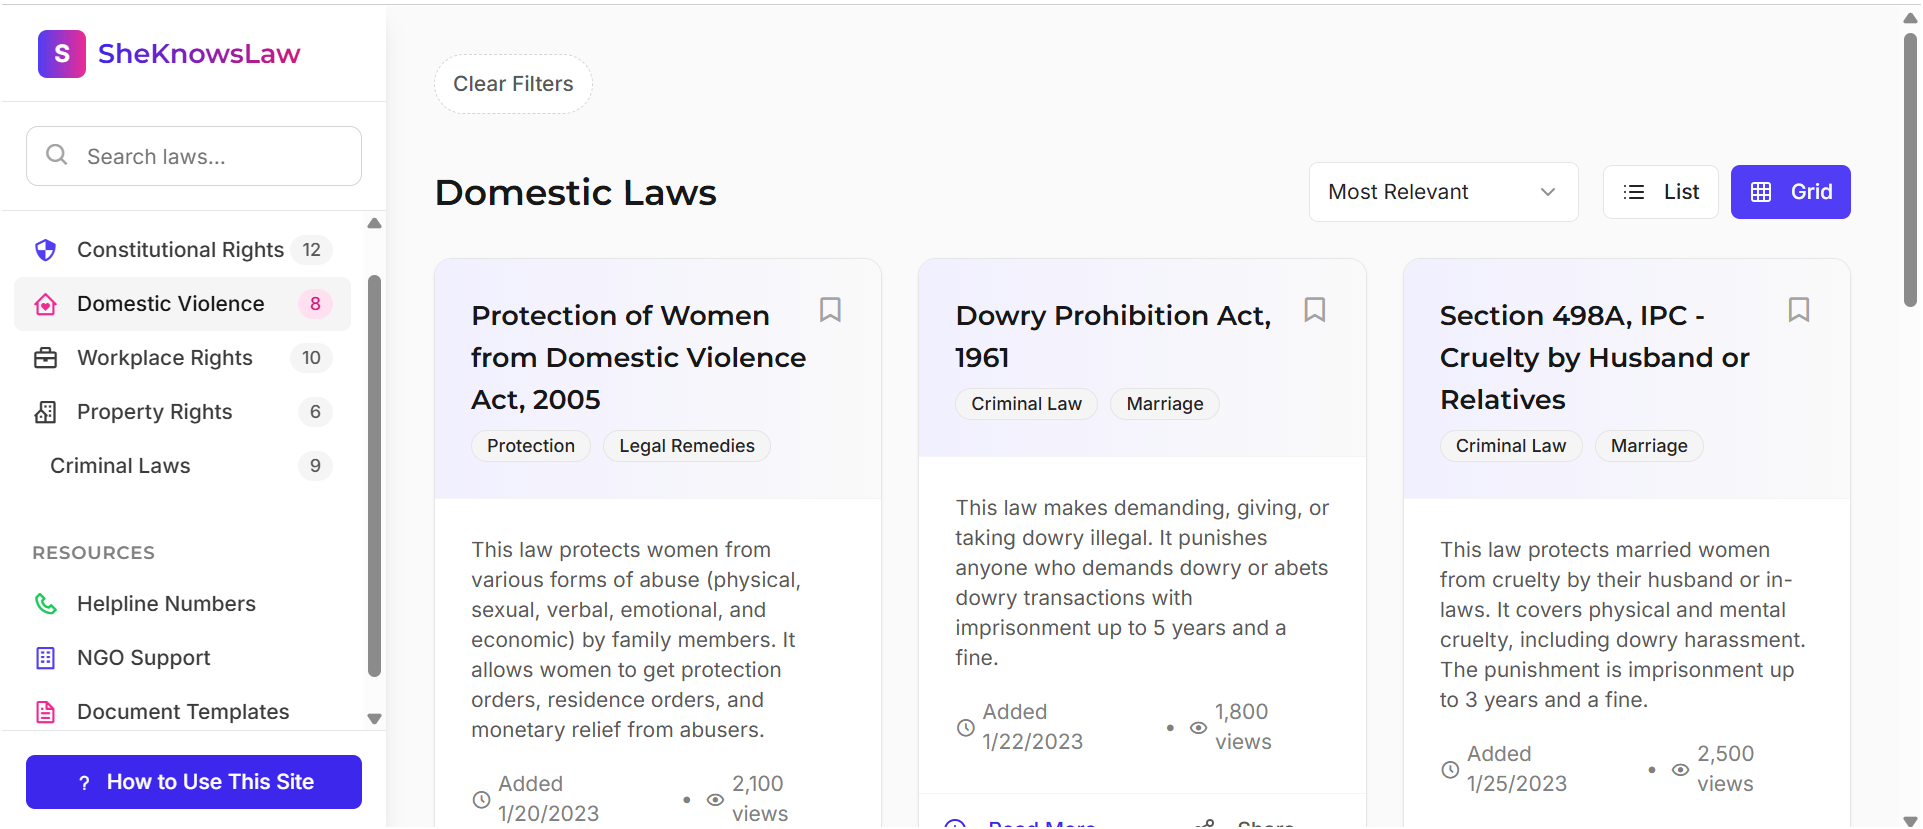 S SheKnowsLaw
Search laws...
Constitutional Rights 12
Domestic Violence 8
Workplace Rights 10
Property Rights 6
Criminal Laws 9
RESOURCES
Helpline Numbers
NGO Support
Document Templates
? How to Use This Site
Clear Filters
Domestic Laws
Most Relevant
List
Grid
Protection of Women
from Domestic Violence
Act, 2005
Protection Legal Remedies
This law protects women from
various forms of abuse (physical,
sexual, verbal, emotional, and
economic) by family members. It
allows women to get protection
orders, residence orders, and
monetary relief from abusers.
Added
1/20/2023
• 2,100
views
Dowry Prohibition Act,
1961
Criminal Law Marriage
This law makes demanding, giving, or
taking dowry illegal. It punishes
anyone who demands dowry or abets
dowry transactions with
imprisonment up to 5 years and a
fine.
Added
1/22/2023
• 1,800
views
Read More Share
Section 498A, IPC -
Cruelty by Husband or
Relatives
Criminal Law Marriage
This law protects married women
from cruelty by their husband or in-
laws. It covers physical and mental
cruelty, including dowry harassment.
The punishment is imprisonment up
to 3 years and a fine.
Added
1/25/2023
• 2,500
views